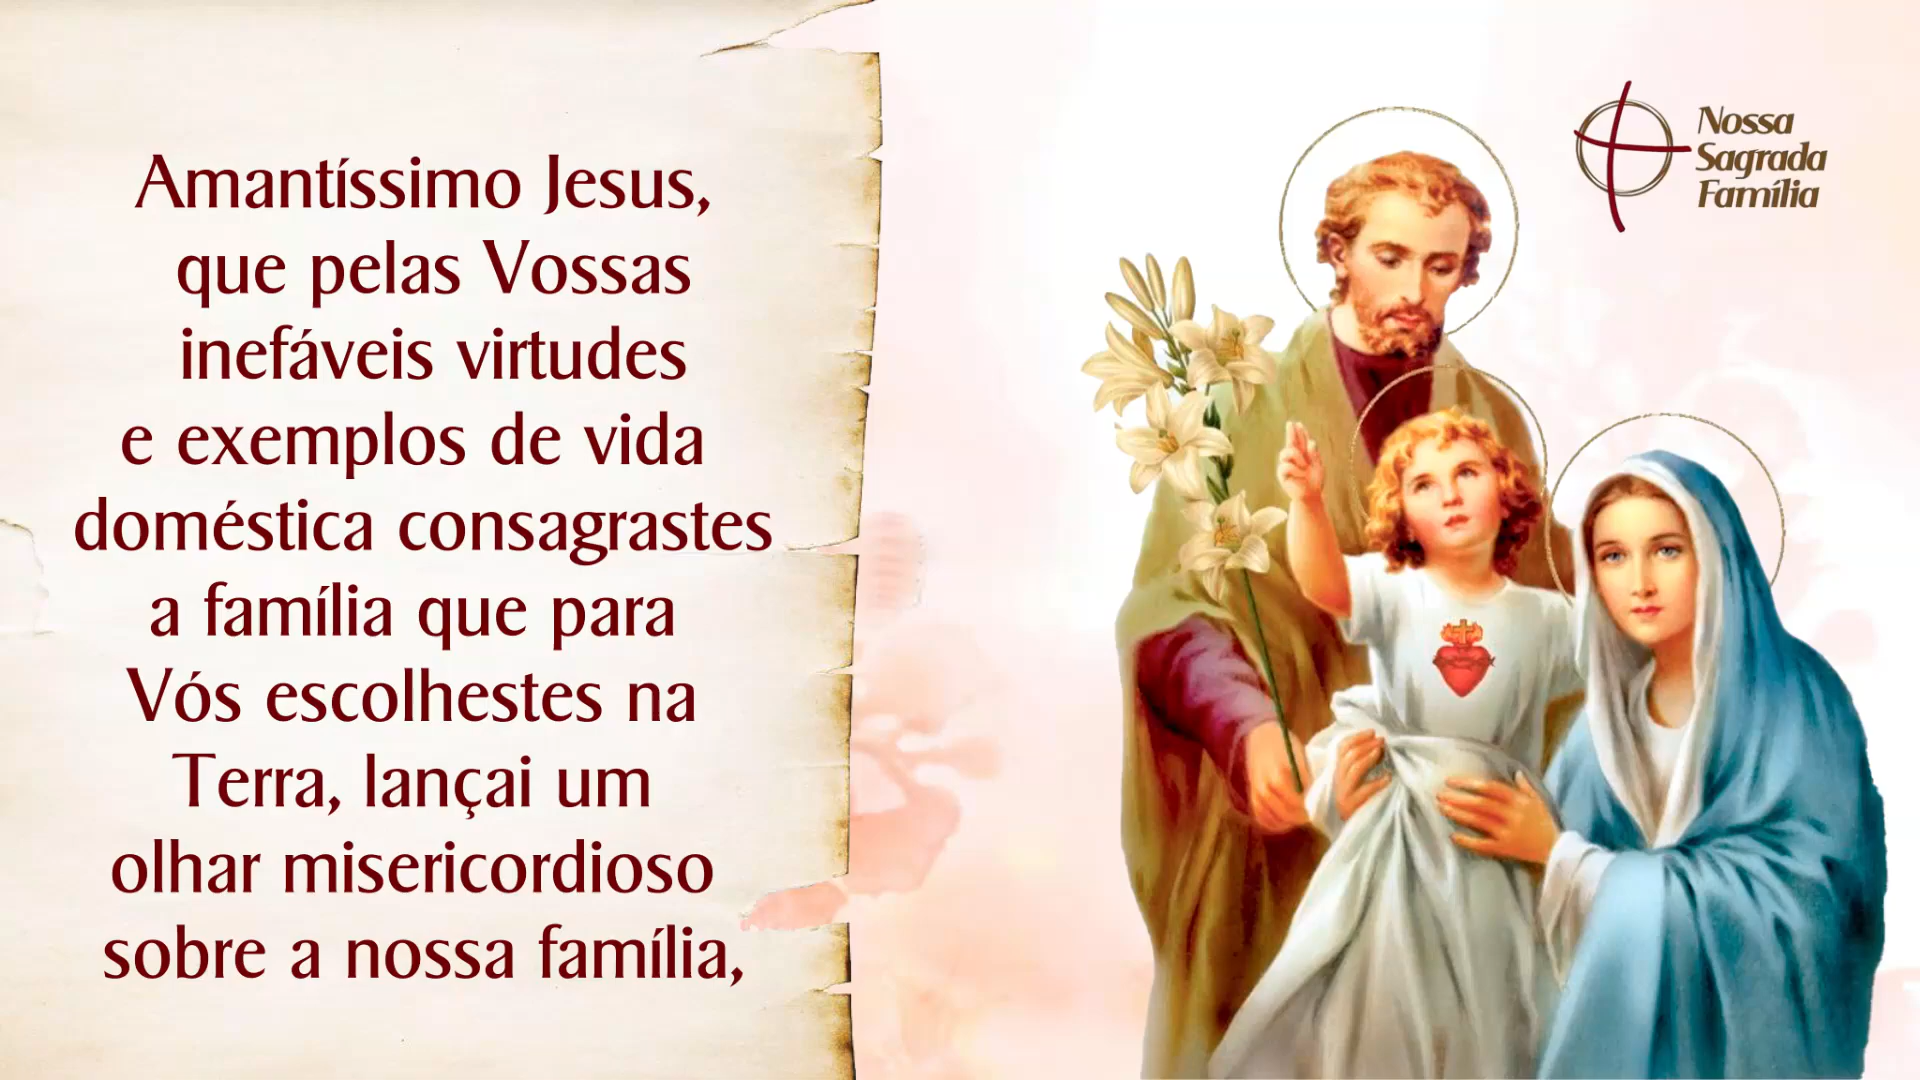 Amantíssimo Jesus,
que pelas Vossas
inefáveis virtudes
e exemplos de vida
doméstica consagrastes
a família que para
Vós escolhestes na
Terra, lançai um
olhar misericordioso
sobre a nossa família,
Nossa
Sagrada
Família